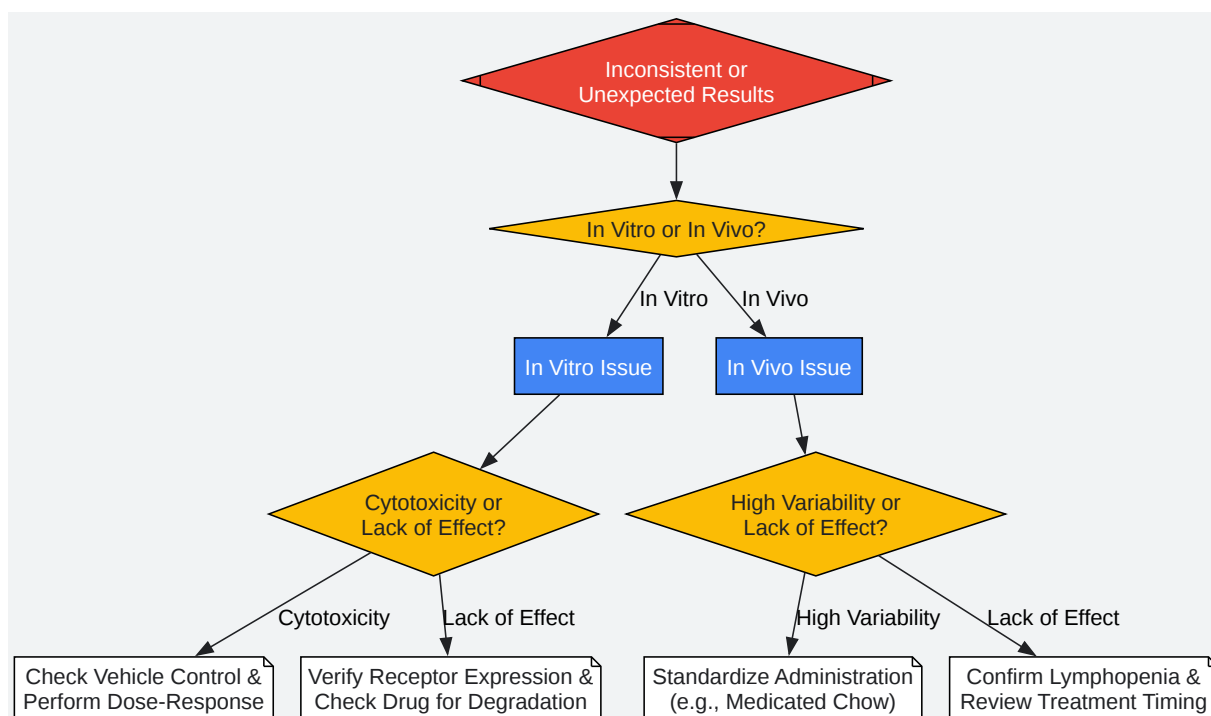 Inconsistent or
Unexpected Results
In Vitro or In Vivo?
In Vitro
In Vivo
In Vitro Issue
In Vivo Issue
Cytotoxicity or
Lack of Effect?
High Variability or
Lack of Effect?
Cytotoxicity
Lack of Effect
High Variability
Lack of Effect
Check Vehicle Control &
Perform Dose-Response
Verify Receptor Expression &
Check Drug for Degradation
Standardize Administration
(e.g., Medicated Chow)
Confirm Lymphopenia &
Review Treatment Timing